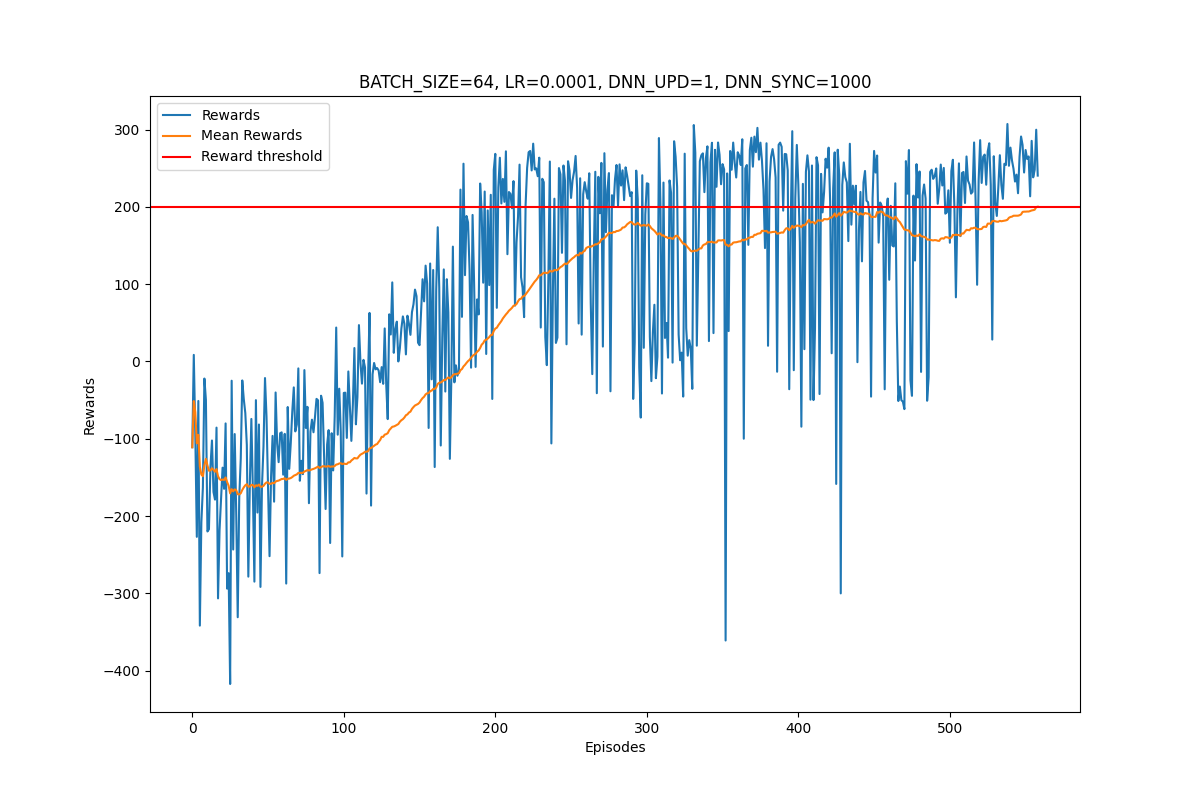 BATCH_SIZE=64, LR=0.0001, DNN_UPD=1, DNN_SYNC=1000
Rewards
Mean Rewards
Reward threshold
300
200
100
0
−100
−200
−300
−400
Rewards
0
100
200
300
400
500
Episodes